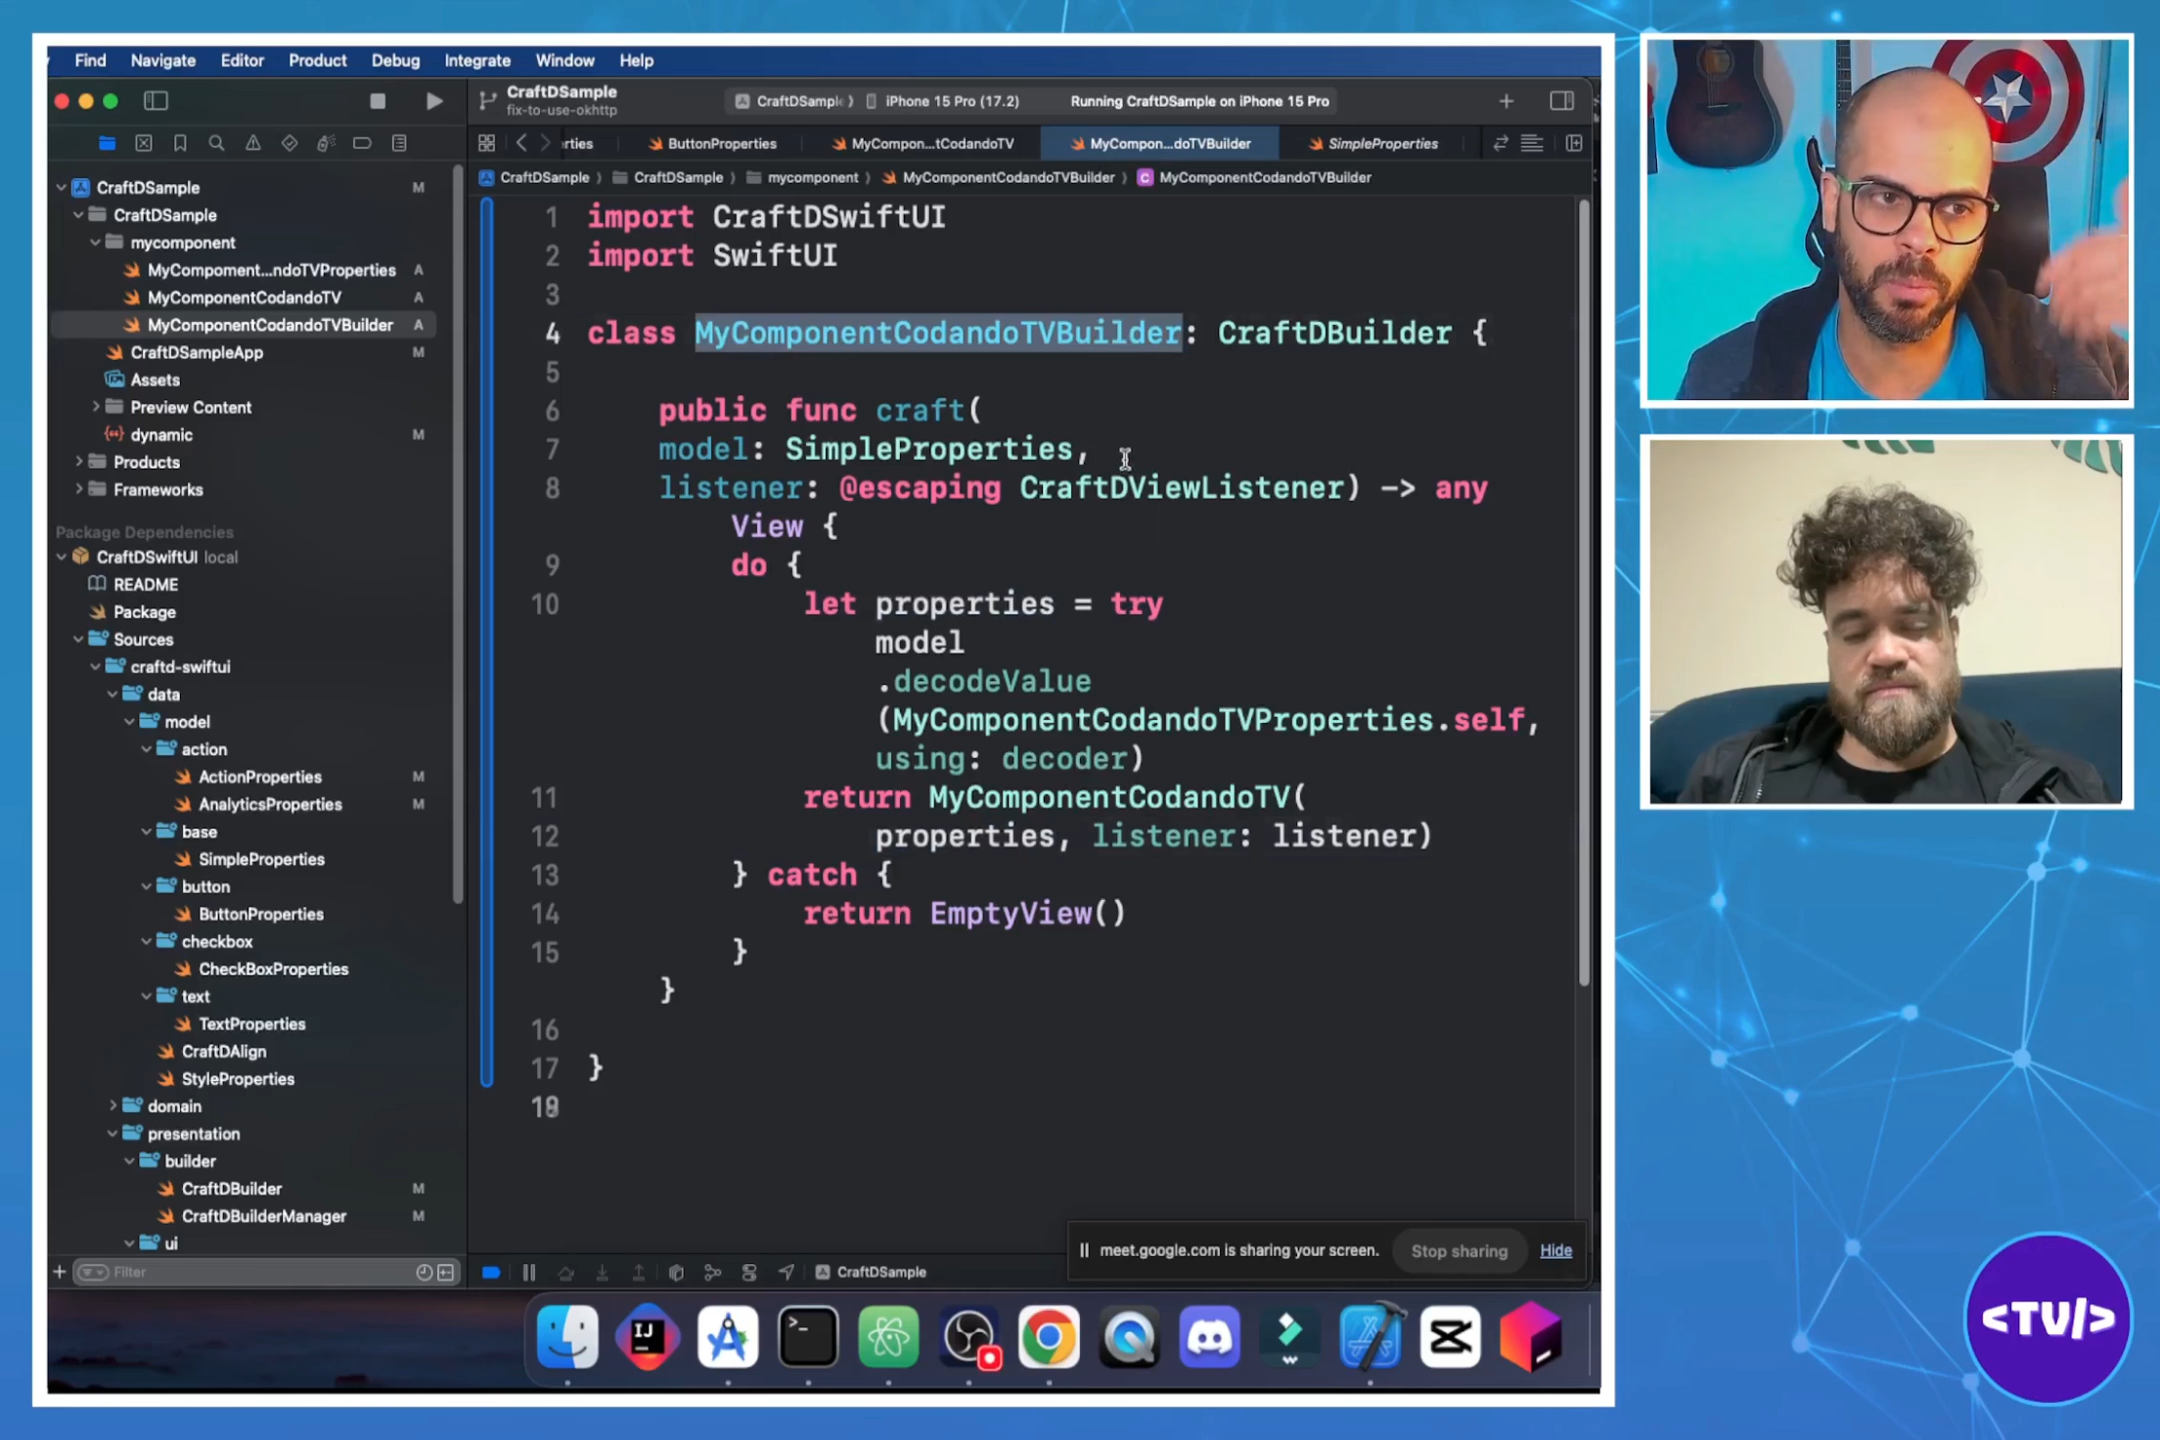 Find Navigate Editor Product Debug Integrate Window Help
CraftDSample
fix-to-use-okhttp
CraftDSampl
iPhone 15 Pro (17.2)
Running CraftDSample on iPhone 15 Pro
rties
ButtonProperties
MyCompon...tCodandoTV
MyCompon...doTVBuilder
SimpleProperties
CraftDSample
CraftDSample
mycomponent
MyComponentCodandoTVBuilder
MyComponentCodandoTVBuilder
CraftDSample M
CraftDSample
mycomponent
MyCompoment...ndoTVProperties A
MyComponentCodandoTV A
MyComponentCodandoTVBuilder A
CraftDSampleApp M
Assets
Preview Content
dynamic M
Products
Frameworks
Package Dependencies
CraftDSwiftUI local
README
Package
Sources
craftd-swiftui
data
model
action
ActionProperties M
AnalyticsProperties M
base
SimpleProperties
button
ButtonProperties
checkbox
CheckBoxProperties
text
TextProperties
CraftDAlign
StyleProperties
domain
presentation
builder
CraftDBuilder M
CraftDBuilderManager M
ui
Filter
1 import CraftDSwiftUI
2 import SwiftUI
3
4 class MyComponentCodandoTVBuilder: CraftDBuilder {
5
6 public func craft(
7 model: SimpleProperties,
8 listener: @escaping CraftDViewListener) -> any
View {
9 do {
10 let properties = try
model
.decodeValue
(MyComponentCodandoTVProperties.self,
using: decoder)
11 return MyComponentCodandoTV(
12 properties, listener: listener)
13 } catch {
14 return EmptyView()
15 }
}
16
17 }
CraftDSample
meet.google.com is sharing your screen. Stop sharing Hide
IJ
<TV/>